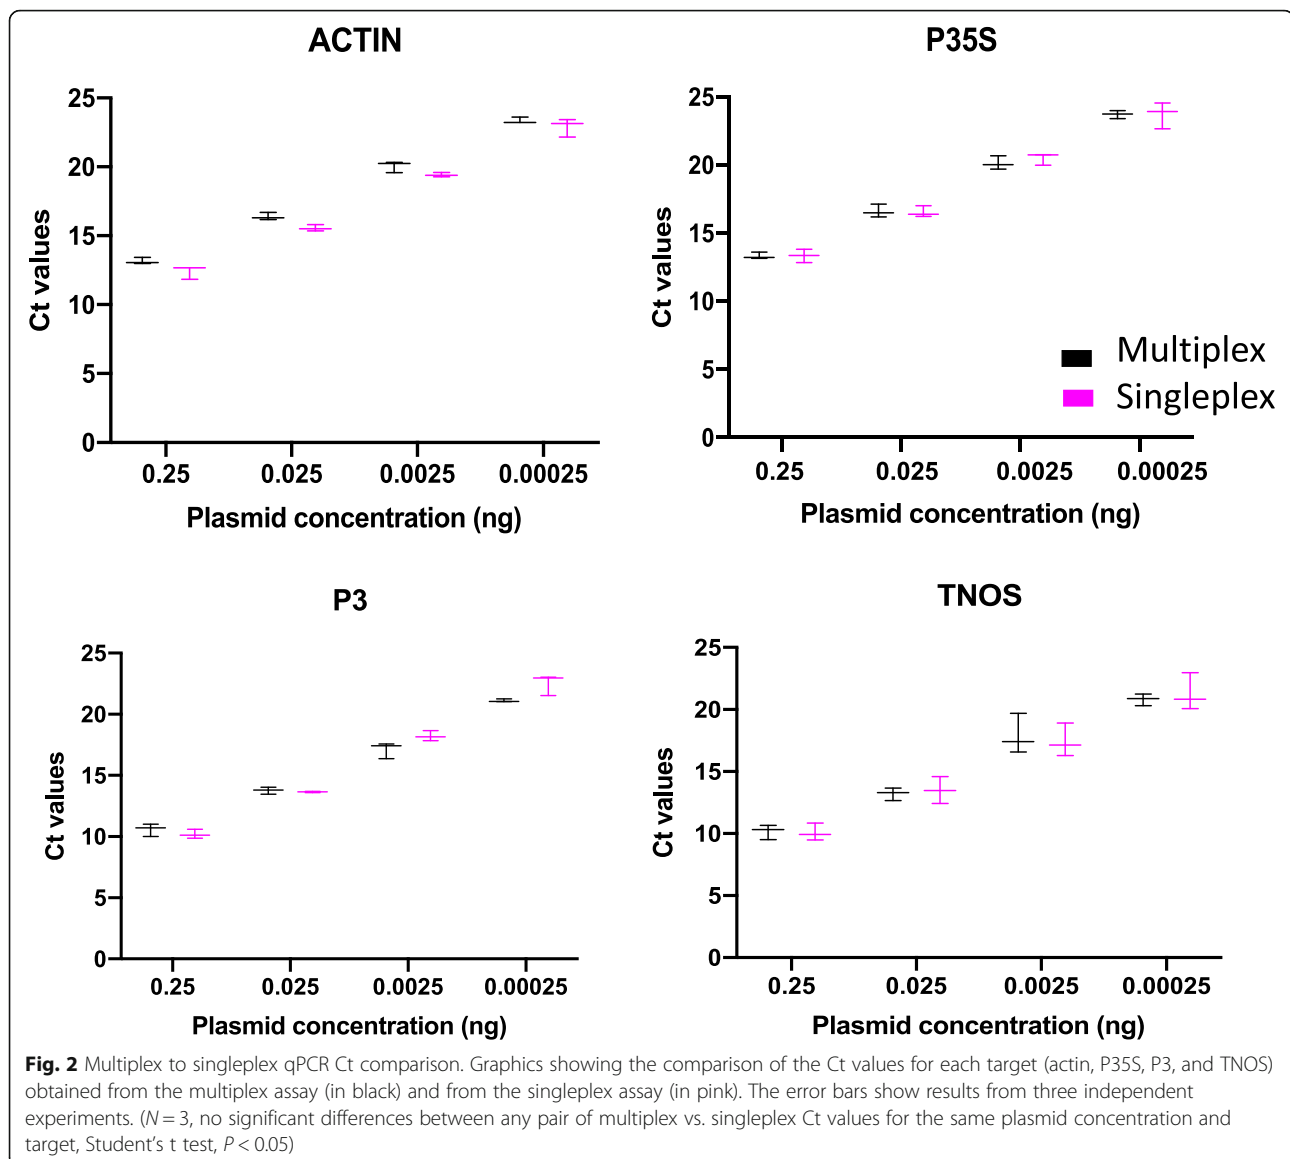 ACTIN
25
20
15
10
5
0
Ct values
0.25 0.025 0.0025 0.00025
Plasmid concentration (ng)
P35S
25
20
15
10
5
0
Ct values
Multiplex
Singleplex
0.25 0.025 0.0025 0.00025
Plasmid concentration (ng)
P3
25
20
15
10
5
0
Ct values
0.25 0.025 0.0025 0.00025
Plasmid concentration (ng)
TNOS
25
20
15
10
5
0
Ct values
0.25 0.025 0.0025 0.00025
Plasmid concentration (ng)
Fig. 2 Multiplex to singleplex qPCR Ct comparison. Graphics showing the comparison of the Ct values for each target (actin, P35S, P3, and TNOS)
obtained from the multiplex assay (in black) and from the singleplex assay (in pink). The error bars show results from three independent
experiments. (N = 3, no significant differences between any pair of multiplex vs. singleplex Ct values for the same plasmid concentration and
target, Student's t test, P < 0.05)